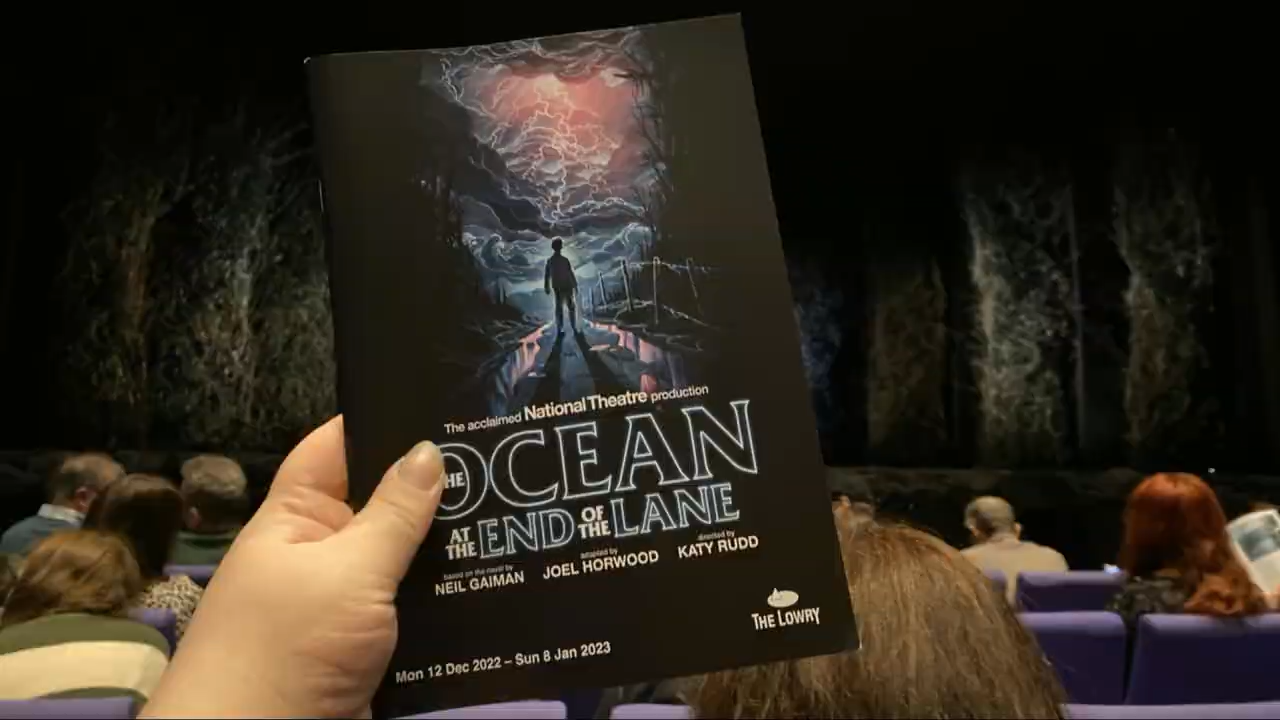 The acclaimed National Theatre production
THE OCEAN
AT THE END OF THE LANE
based on the novel by
NEIL GAIMAN
adapted by
JOEL HORWOOD
directed by
KATY RUDD
THE LOWRY
Mon 12 Dec 2022 – Sun 8 Jan 2023